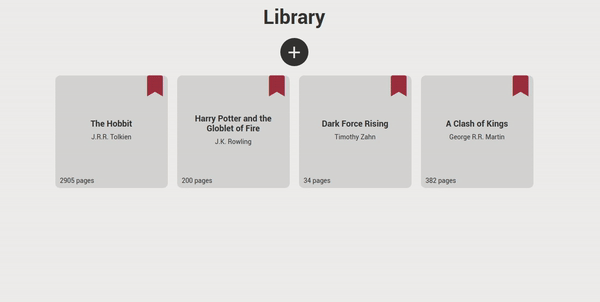 Library
The Hobbit
J.R.R. Tolkien
2905 pages
Harry Potter and the
Globlet of Fire
J.K. Rowling
200 pages
Dark Force Rising
Timothy Zahn
34 pages
A Clash of Kings
George R.R. Martin
382 pages